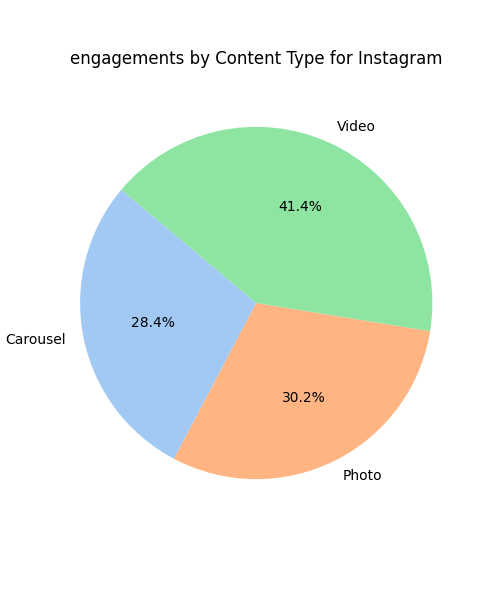 engagements by Content Type for Instagram
Video
41.4%
28.4%
Carousel
30.2%
Photo